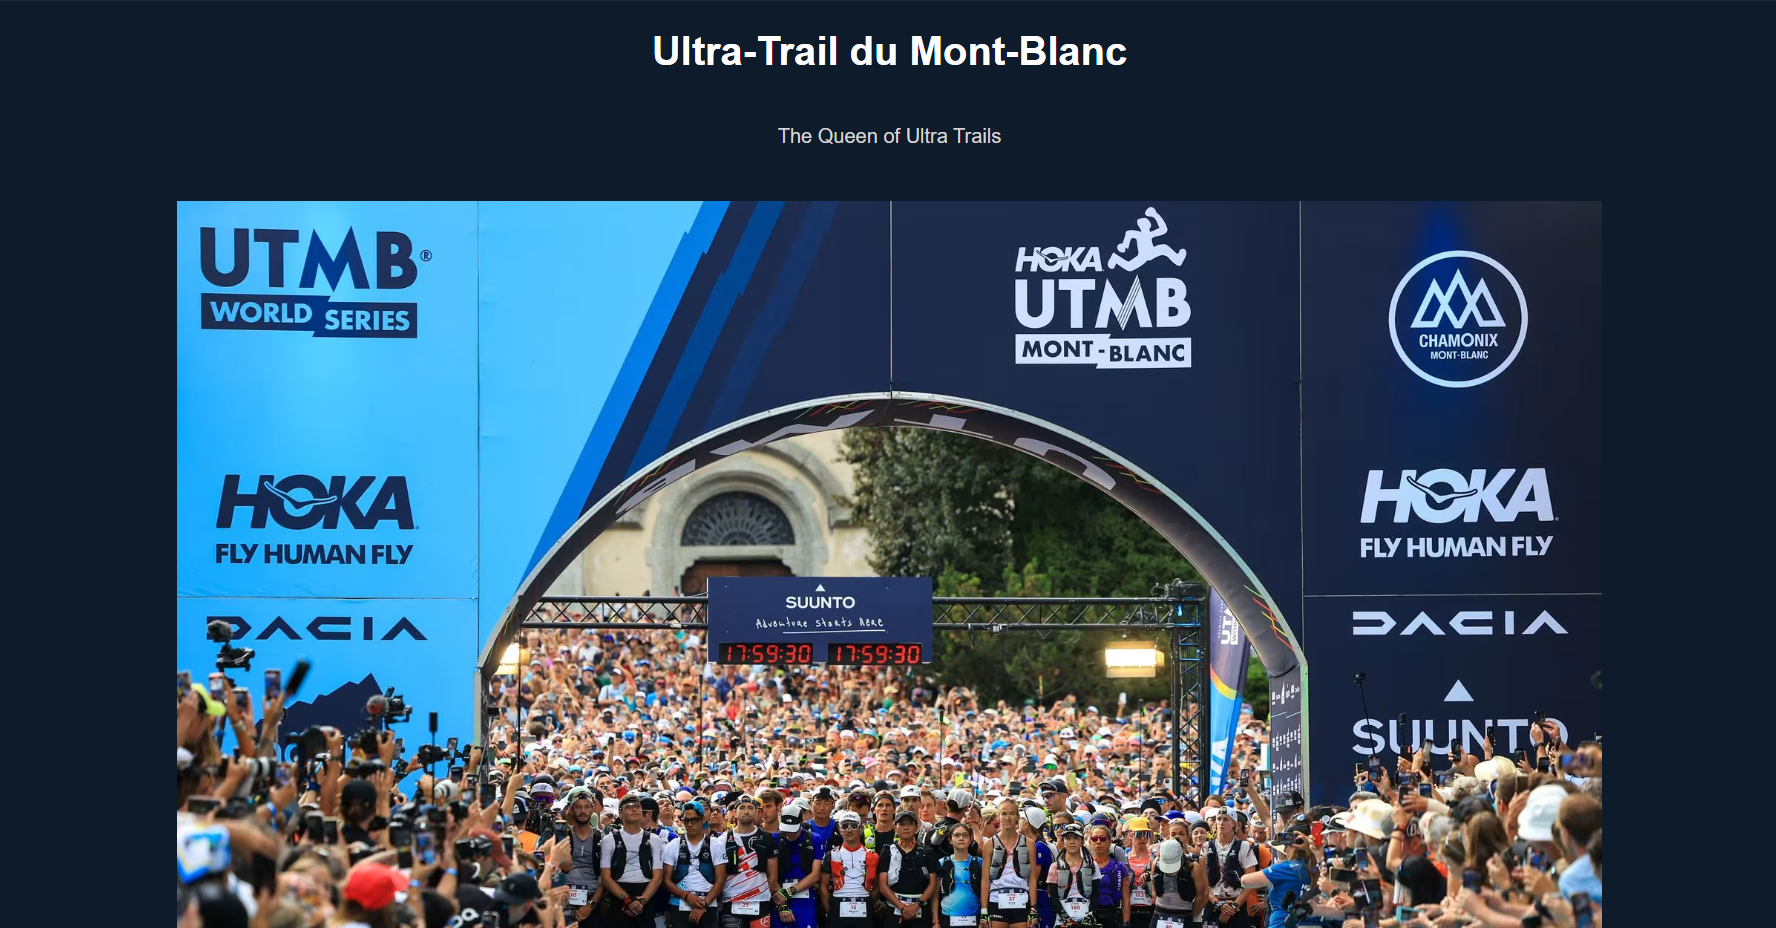 Ultra-Trail du Mont-Blanc
The Queen of Ultra Trails
UTMB®
WORLD SERIES
HOKA
UTMB
MONT-BLANC
CHAMONIX
MONT-BLANC
HOKA
FLY HUMAN FLY
HOKA
FLY HUMAN FLY
SUUNTO
Adventure Starts Here
17:59:30 17:59:30
DACIA
DACIA
SUUNTO